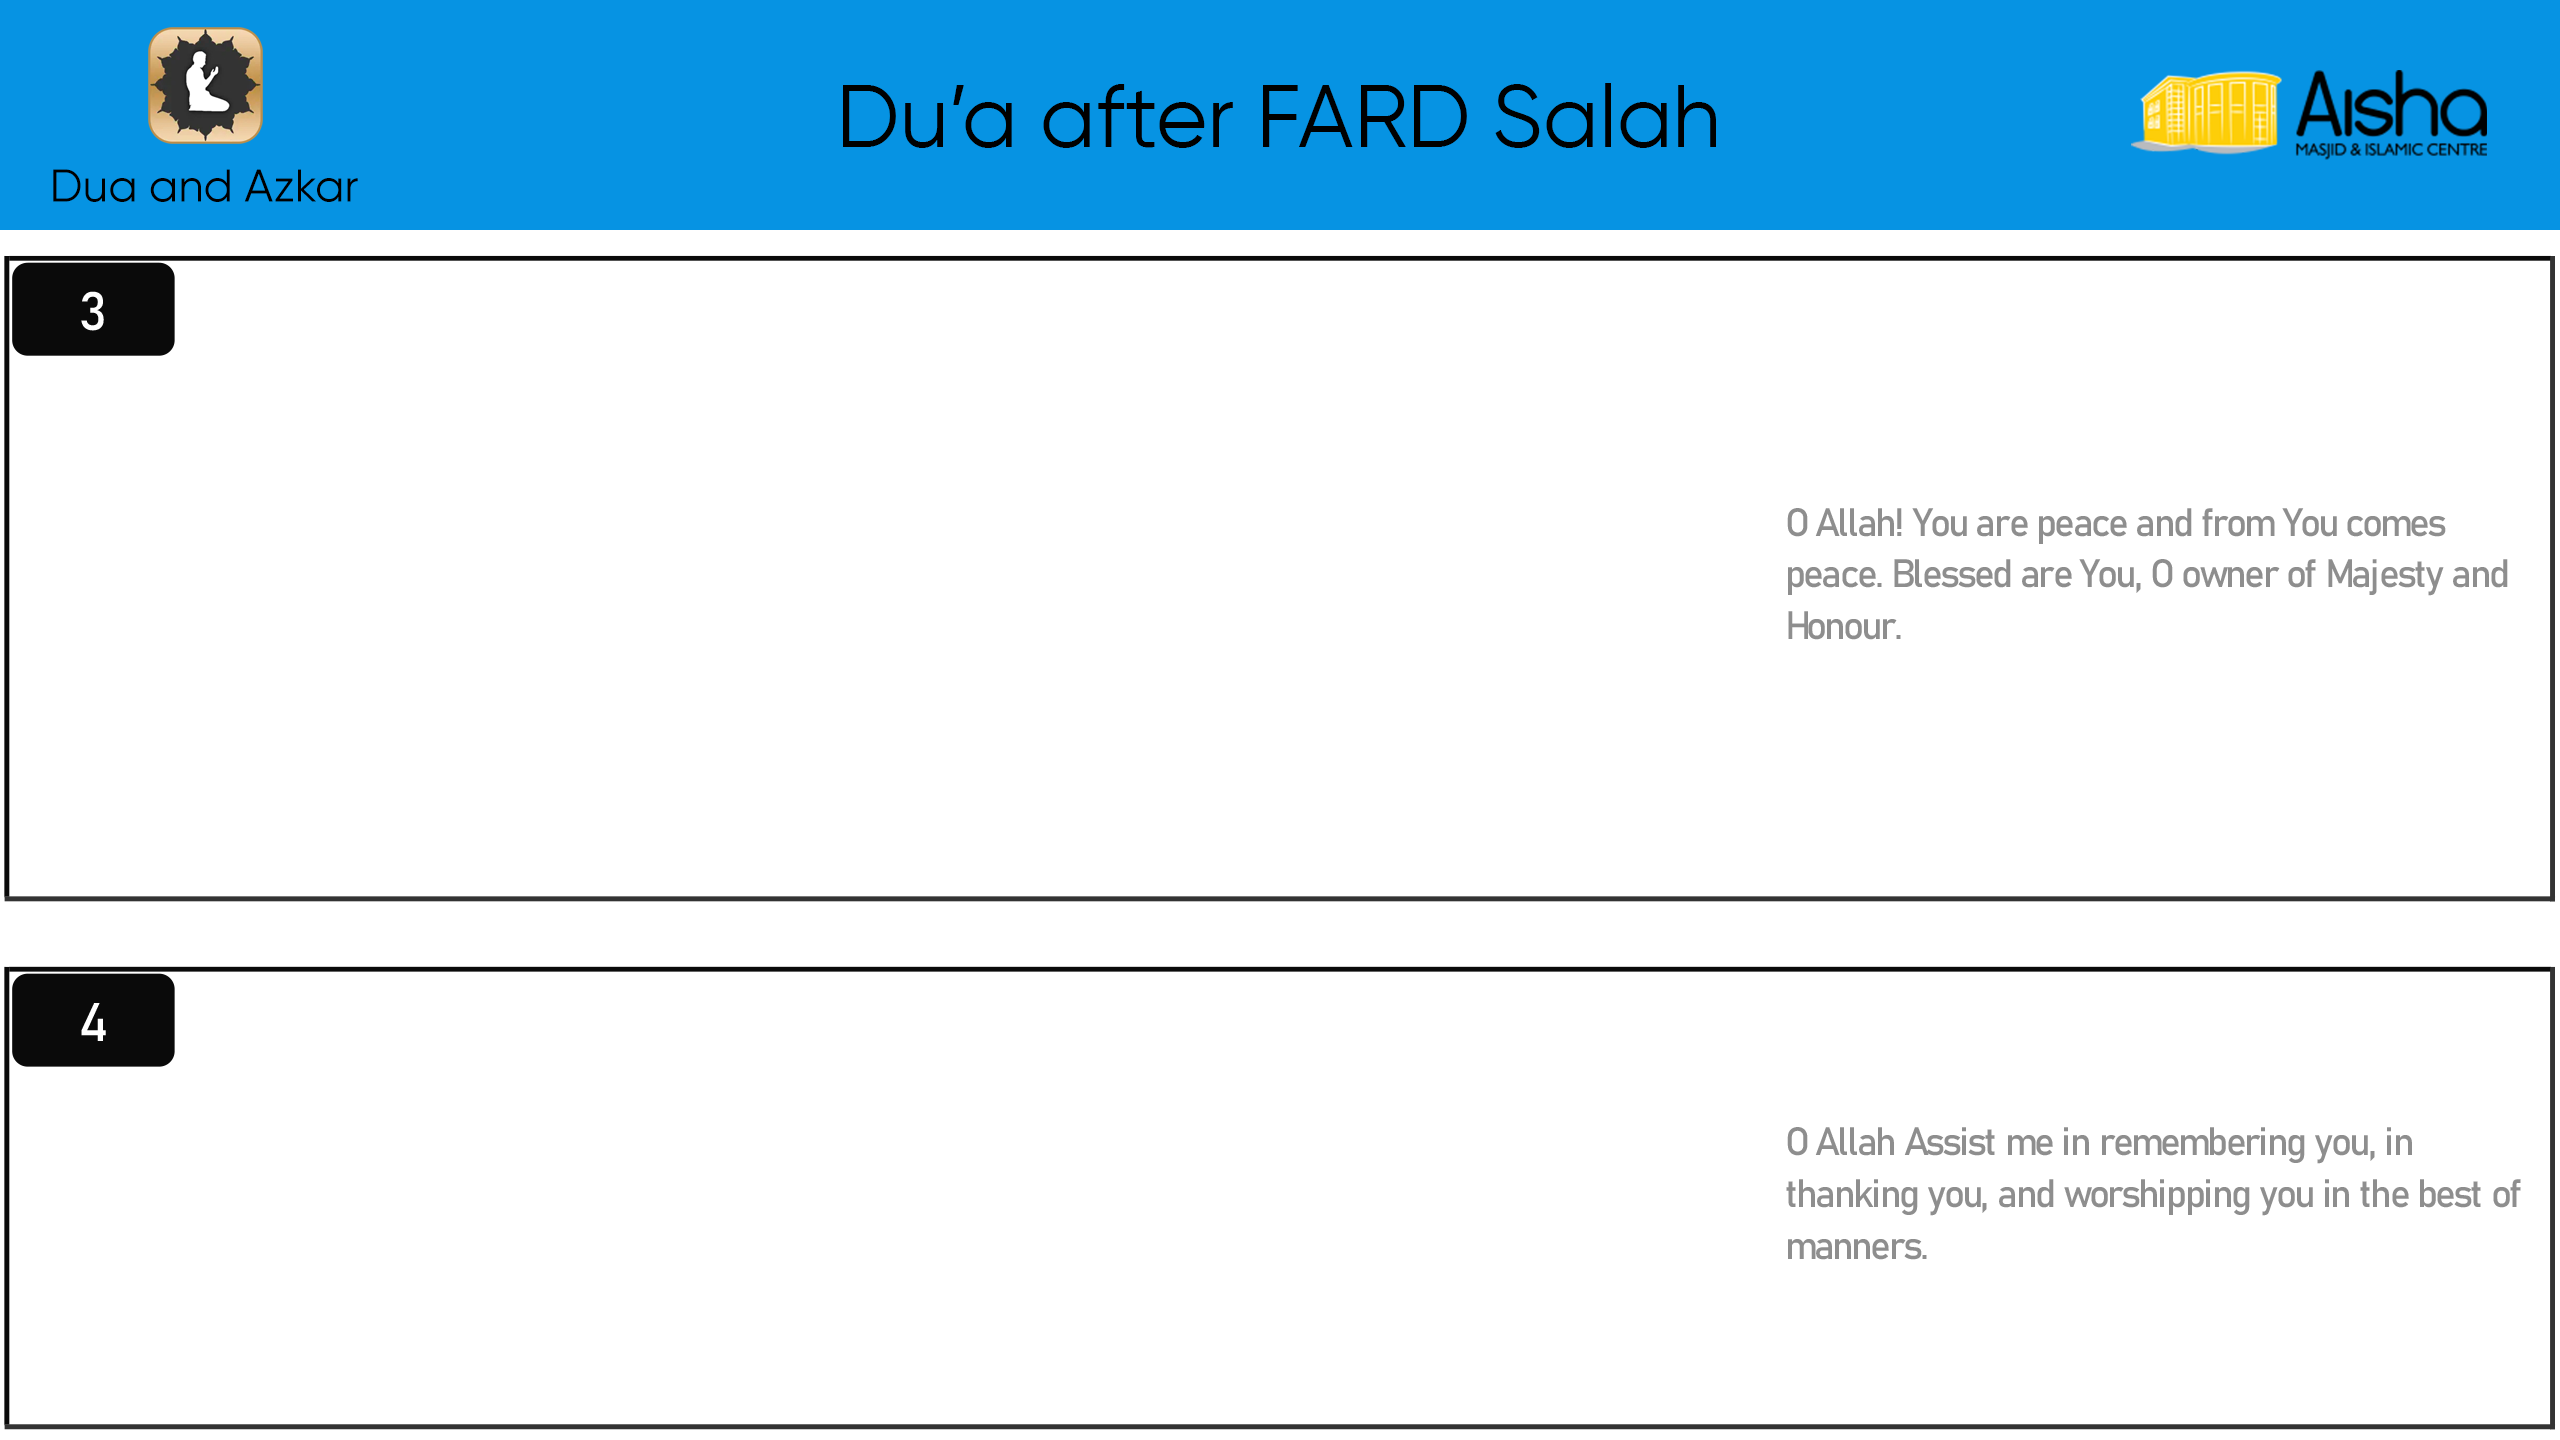 Dua and Azkar
Du’a after FARD Salah
Aisha
MASJID & ISLAMIC CENTRE
3
O Allah! You are peace and from You comes
peace. Blessed are You, O owner of Majesty and
Honour.
4
O Allah Assist me in remembering you, in
thanking you, and worshipping you in the best of
manners.